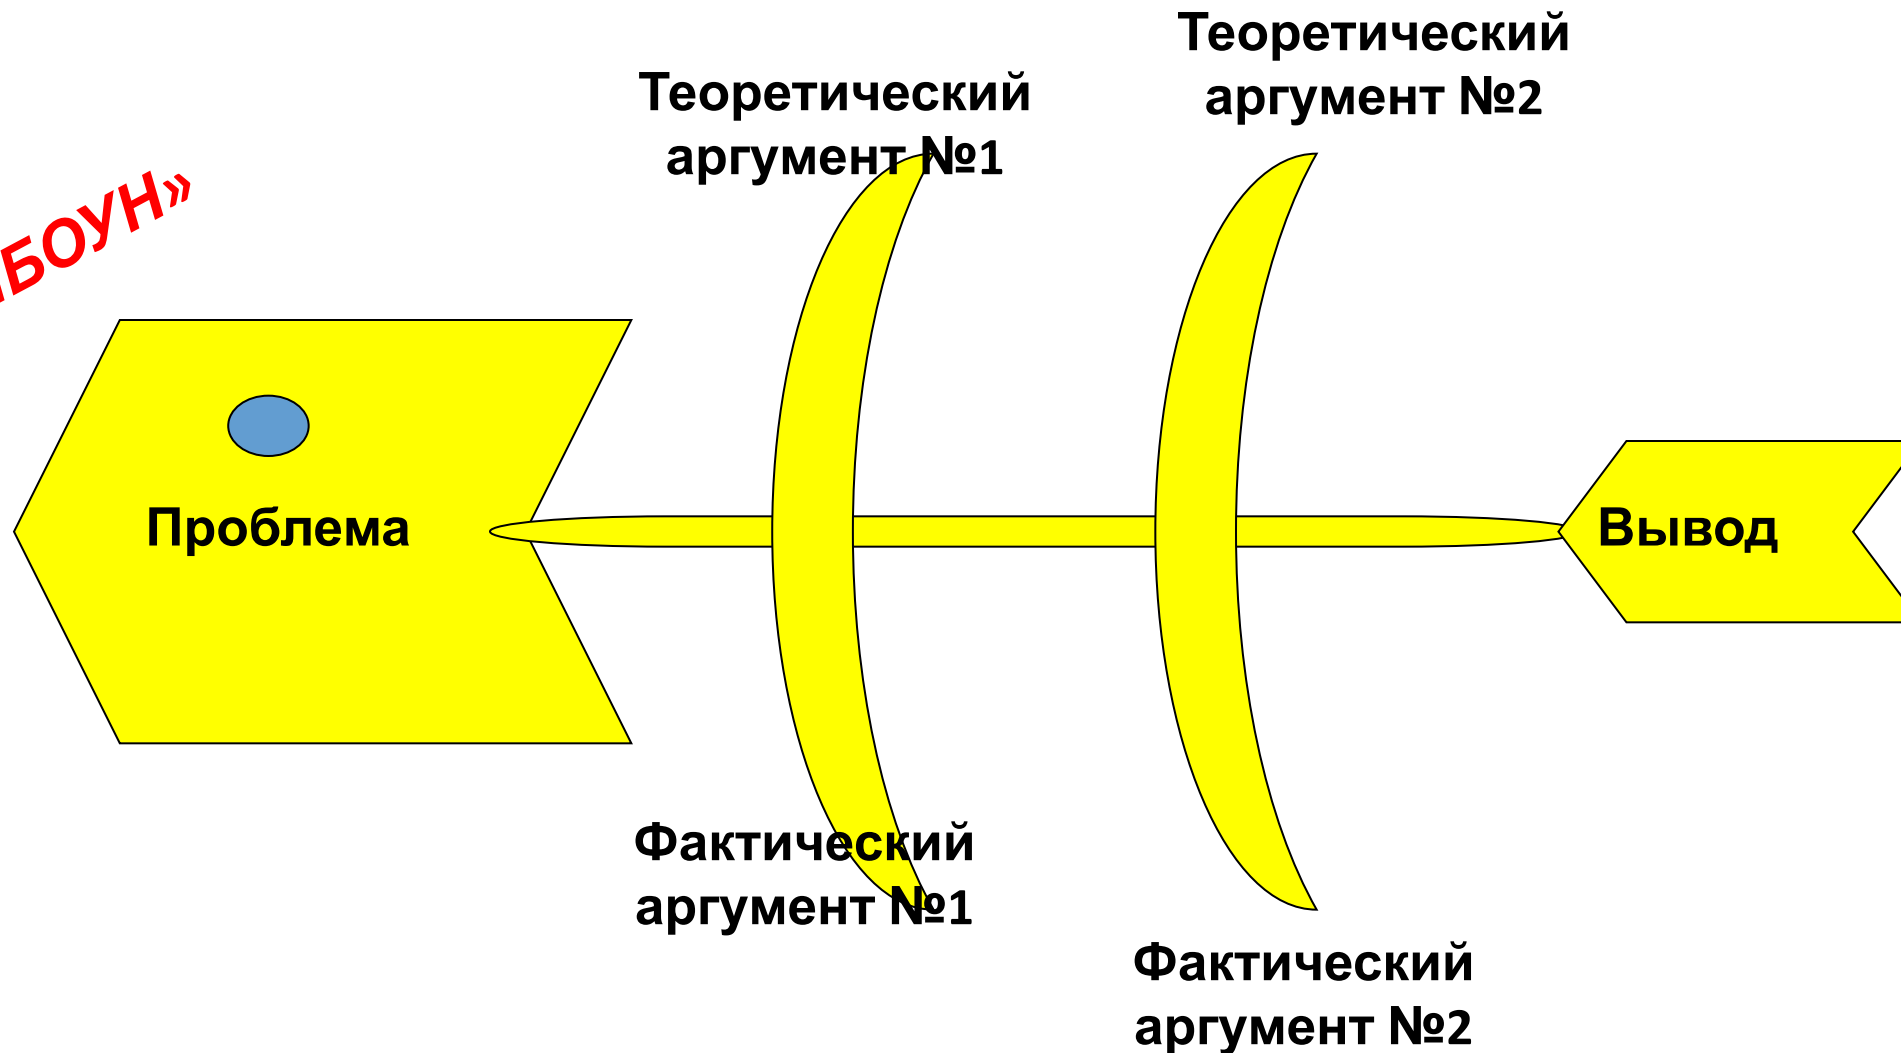 Теоретический
аргумент №2
Теоретический
аргумент №1
БОУН»
Проблема
Вывод
Фактический
аргумент №1
Фактический
аргумент №2